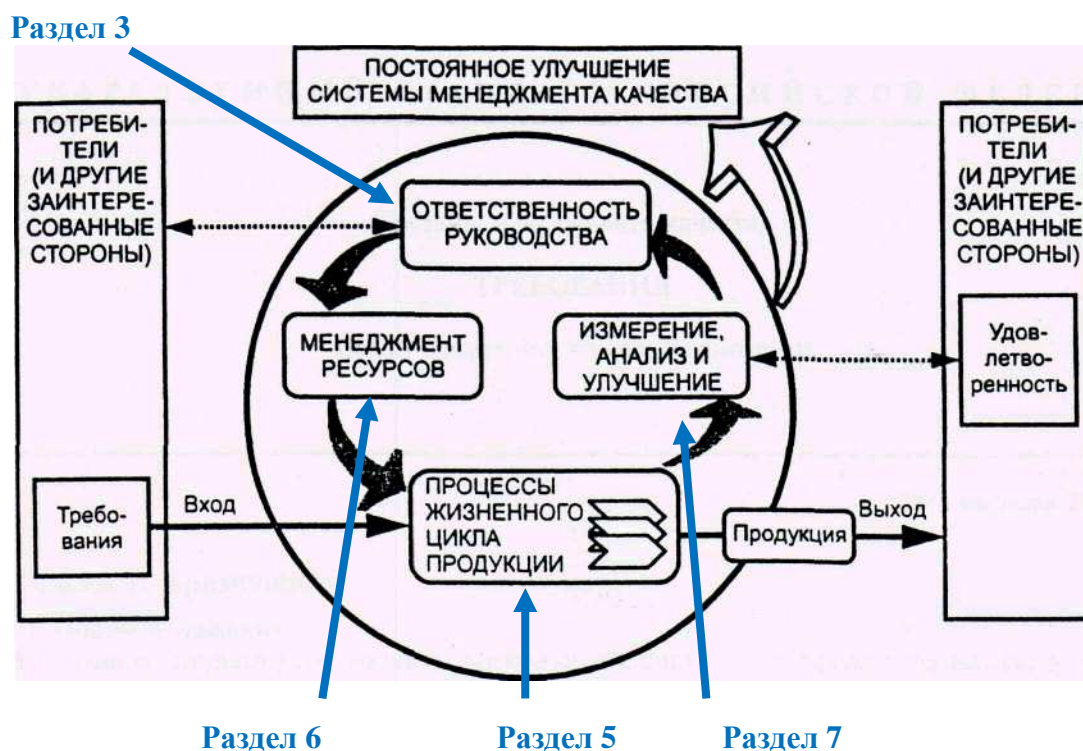 Раздел 3
ПОСТОЯННОЕ УЛУЧШЕНИЕ
СИСТЕМЫ МЕНЕДЖМЕНТА КАЧЕСТВА
ПОТРЕБИ-
ТЕЛИ
(И ДРУГИЕ
ЗАИНТЕРЕ-
СОВАННЫЕ
СТОРОНЫ)
ОТВЕТСТВЕННОСТЬ
РУКОВОДСТВА
ПОТРЕБИ-
ТЕЛИ
(И ДРУГИЕ
ЗАИНТЕРЕ-
СОВАННЫЕ
СТОРОНЫ)
МЕНЕДЖМЕНТ
РЕСУРСОВ
ИЗМЕРЕНИЕ,
АНАЛИЗ И
УЛУЧШЕНИЕ
Удов-
летво-
ренность
Требо-
вания
Вход
ПРОЦЕССЫ
ЖИЗНЕННОГО
ЦИКЛА
ПРОДУКЦИИ
Продукция
Выход
Раздел 6
Раздел 5
Раздел 7